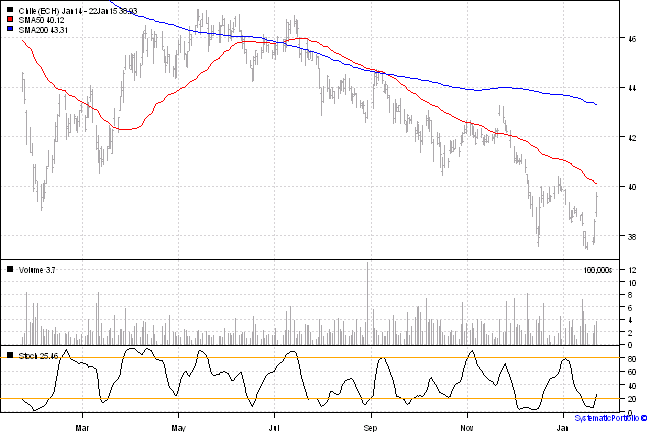 Chile (ECH) Jan14 - 22Jan15 38.93
SMA50 40.12
SMA200 43.31
46
44
42
40
38
Volume 3.7
100,000s
12
10
8
6
4
2
0
Stoch 25.46
80
60
40
20
0
Mar May Jul Sep Nov Jan
SystematicPortfolio ©